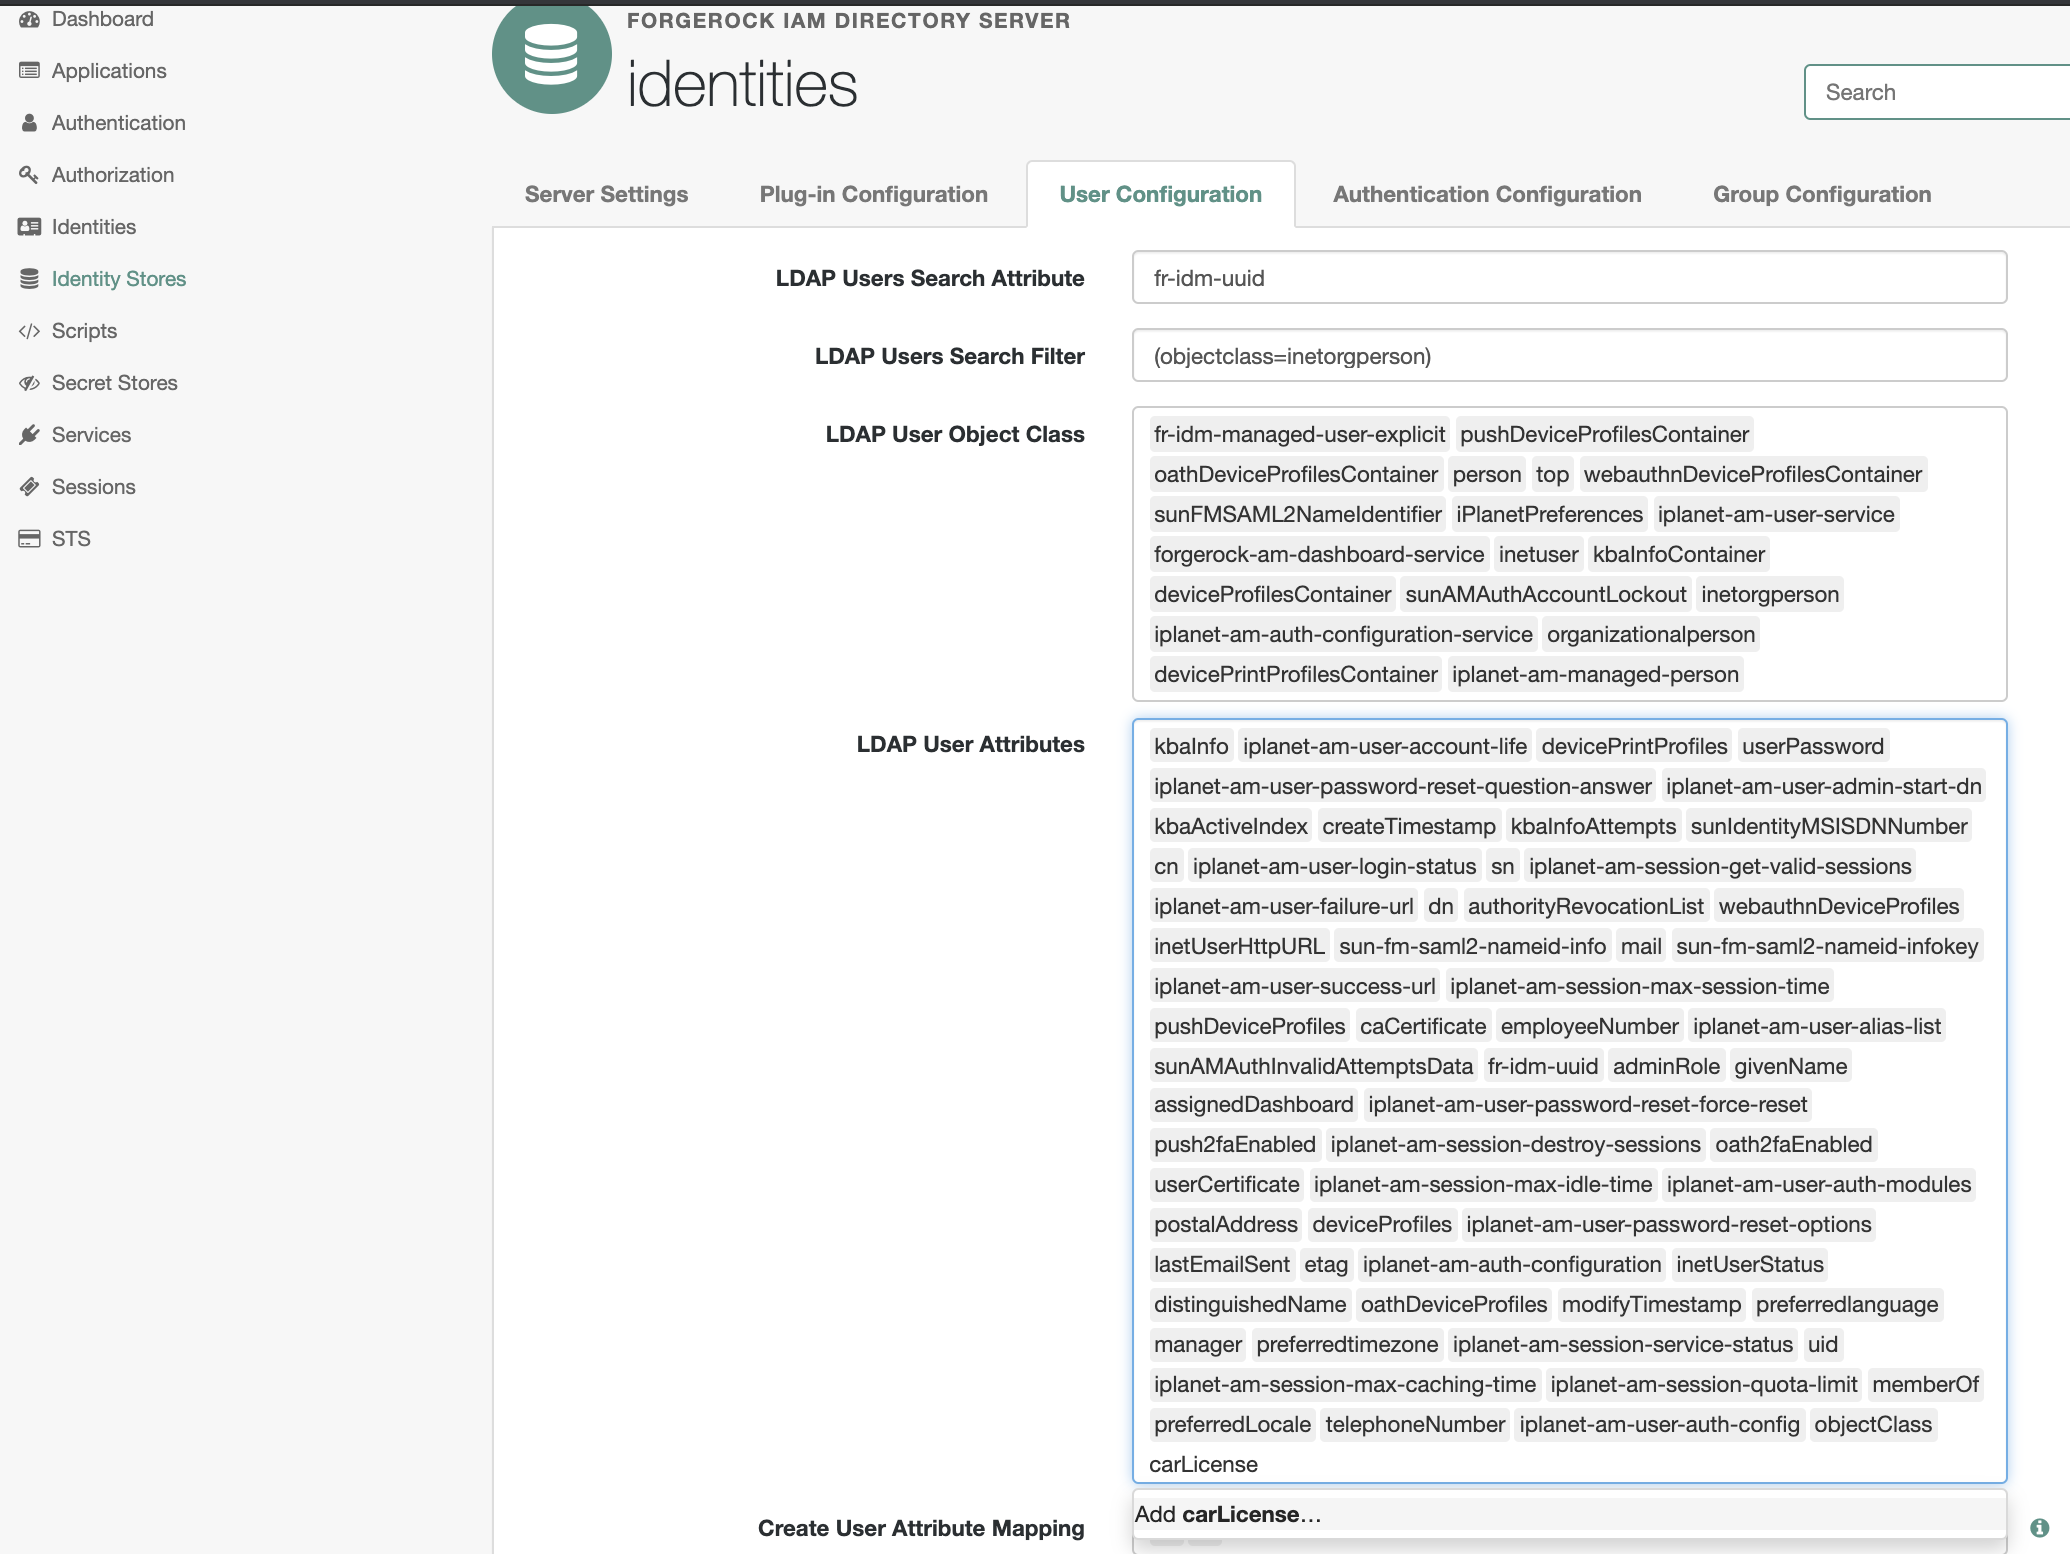 Dashboard
Applications
Authentication
Authorization
Identities
Identity Stores
Scripts
Secret Stores
Services
Sessions
STS
FORGEROCK IAM DIRECTORY SERVER
identities
Search
Server Settings
Plug-in Configuration
User Configuration
Authentication Configuration
Group Configuration
LDAP Users Search Attribute
fr-idm-uuid
LDAP Users Search Filter
(objectclass=inetorgperson)
LDAP User Object Class
fr-idm-managed-user-explicit pushDeviceProfilesContainer
oathDeviceProfilesContainer person top webauthnDeviceProfilesContainer
sunFMSAML2NameIdentifier iPlanetPreferences iplanet-am-user-service
forgerock-am-dashboard-service inetuser kbaInfoContainer
deviceProfilesContainer sunAMAuthAccountLockout inetorgperson
iplanet-am-auth-configuration-service organizationalperson
devicePrintProfilesContainer iplanet-am-managed-person
LDAP User Attributes
kbaInfo iplanet-am-user-account-life devicePrintProfiles userPassword
iplanet-am-user-password-reset-question-answer iplanet-am-user-admin-start-dn
kbaActiveIndex createTimestamp kbaInfoAttempts sunIdentityMSISDNNumber
cn iplanet-am-user-login-status sn iplanet-am-session-get-valid-sessions
iplanet-am-user-failure-url dn authorityRevocationList webauthnDeviceProfiles
inetUserHttpURL sun-fm-saml2-nameid-info mail sun-fm-saml2-nameid-infokey
iplanet-am-user-success-url iplanet-am-session-max-session-time
pushDeviceProfiles caCertificate employeeNumber iplanet-am-user-alias-list
sunAMAuthInvalidAttemptsData fr-idm-uuid adminRole givenName
assignedDashboard iplanet-am-user-password-reset-force-reset
push2faEnabled iplanet-am-session-destroy-sessions oath2faEnabled
userCertificate iplanet-am-session-max-idle-time iplanet-am-user-auth-modules
postalAddress deviceProfiles iplanet-am-user-password-reset-options
lastEmailSent etag iplanet-am-auth-configuration inetUserStatus
distinguishedName oathDeviceProfiles modifyTimestamp preferredlanguage
manager preferredtimezone iplanet-am-session-service-status uid
iplanet-am-session-max-caching-time iplanet-am-session-quota-limit memberOf
preferredLocale telephoneNumber iplanet-am-user-auth-config objectClass
carLicense
Add carLicense…
Create User Attribute Mapping